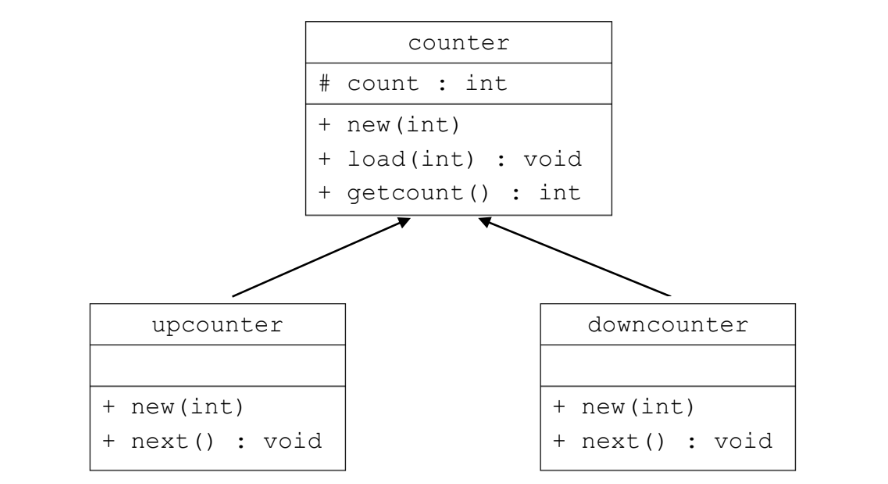 counter
# count : int
+ new(int)
+ load(int) : void
+ getcount() : int
upcounter
+ new(int)
+ next() : void
downcounter
+ new(int)
+ next() : void